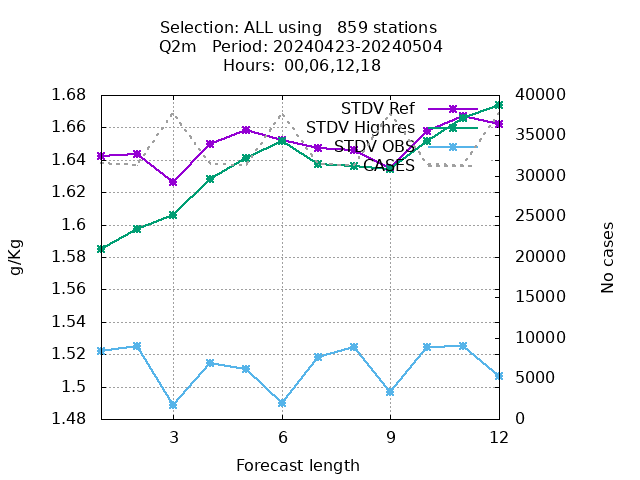 Selection: ALL using   859 stations
Q2m   Period: 20240423-20240504
Hours:  00,06,12,18
1.68
1.66
1.64
1.62
1.6
1.58
1.56
1.54
1.52
1.5
1.48
g/Kg
STDV Ref
STDV Highres
STDV OBS
CASES
40000
35000
30000
25000
20000
15000
10000
5000
0
No cases
3
6
9
12
Forecast length